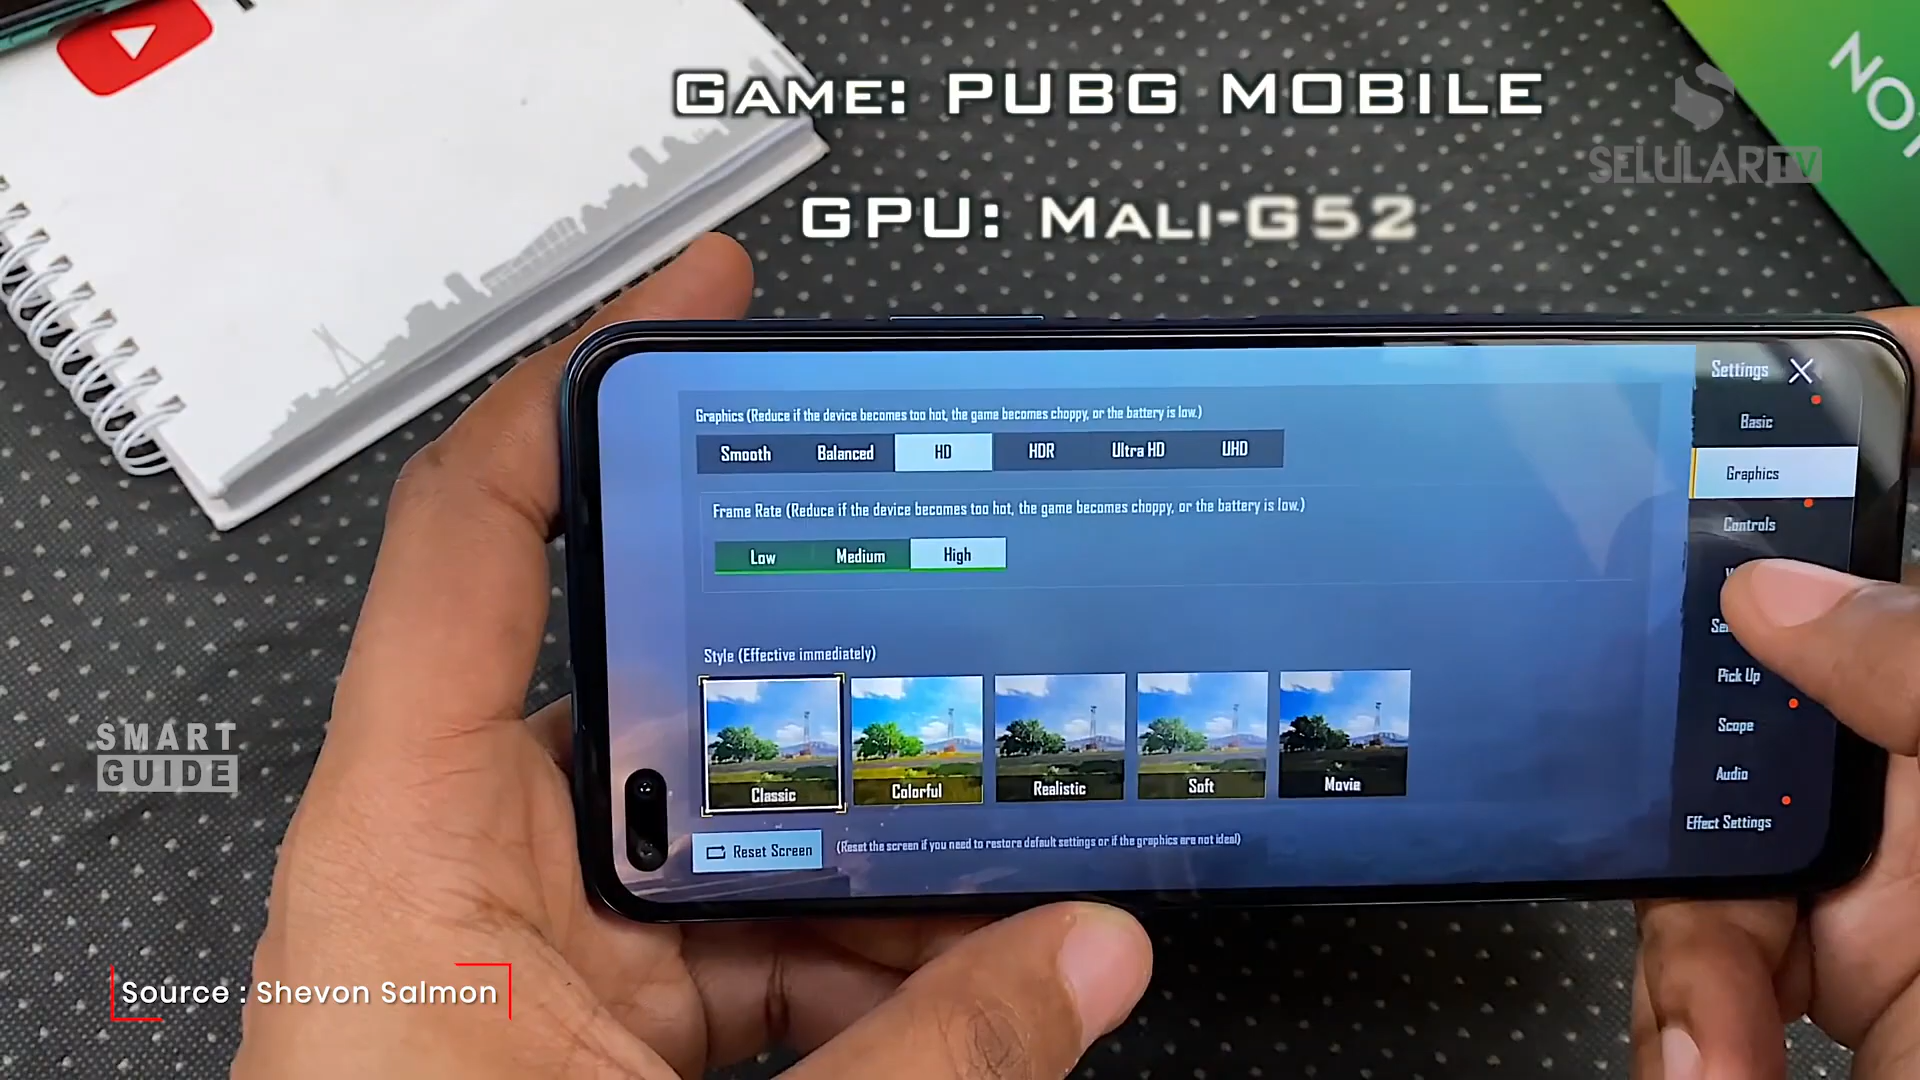 GAME: PUBG MOBILE
GPU: MALI-G52
SELULAR TV
Settings
Graphics (Reduce if the device becomes too hot, the game becomes choppy, or the battery is low.)
Smooth Balanced HD HDR Ultra HD UHD
Frame Rate (Reduce if the device becomes too hot, the game becomes choppy, or the battery is low.)
Low Medium High
Style (Effective immediately)
Classic Colorful Realistic Soft Movie
Reset Screen (Reset the screen if you need to restore default settings or if the graphics are not ideal)
Basic
Graphics
Controls
Pick Up
Scope
Audio
Effect Settings
SMART
GUIDE
Source : Shevon Salmon